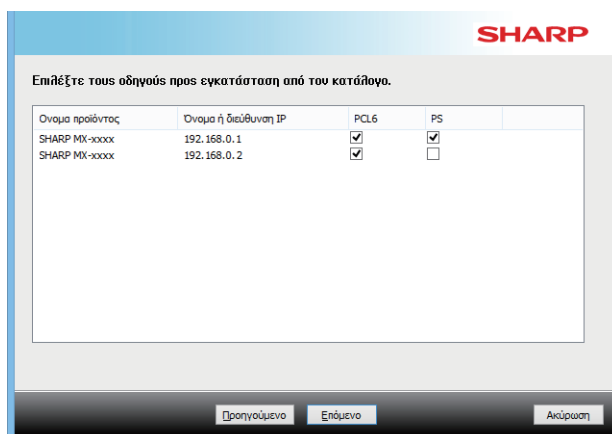 SHARP
Επιλέξτε τους οδηγούς προς εγκατάσταση από τον κατάλογο.
Ονομα προϊόντος Όνομα ή διεύθυνση IP PCL6 PS
SHARP MX-xxxx 192.168.0.1
SHARP MX-xxxx 192.168.0.2
Προηγούμενο Επόμενο Ακύρωση